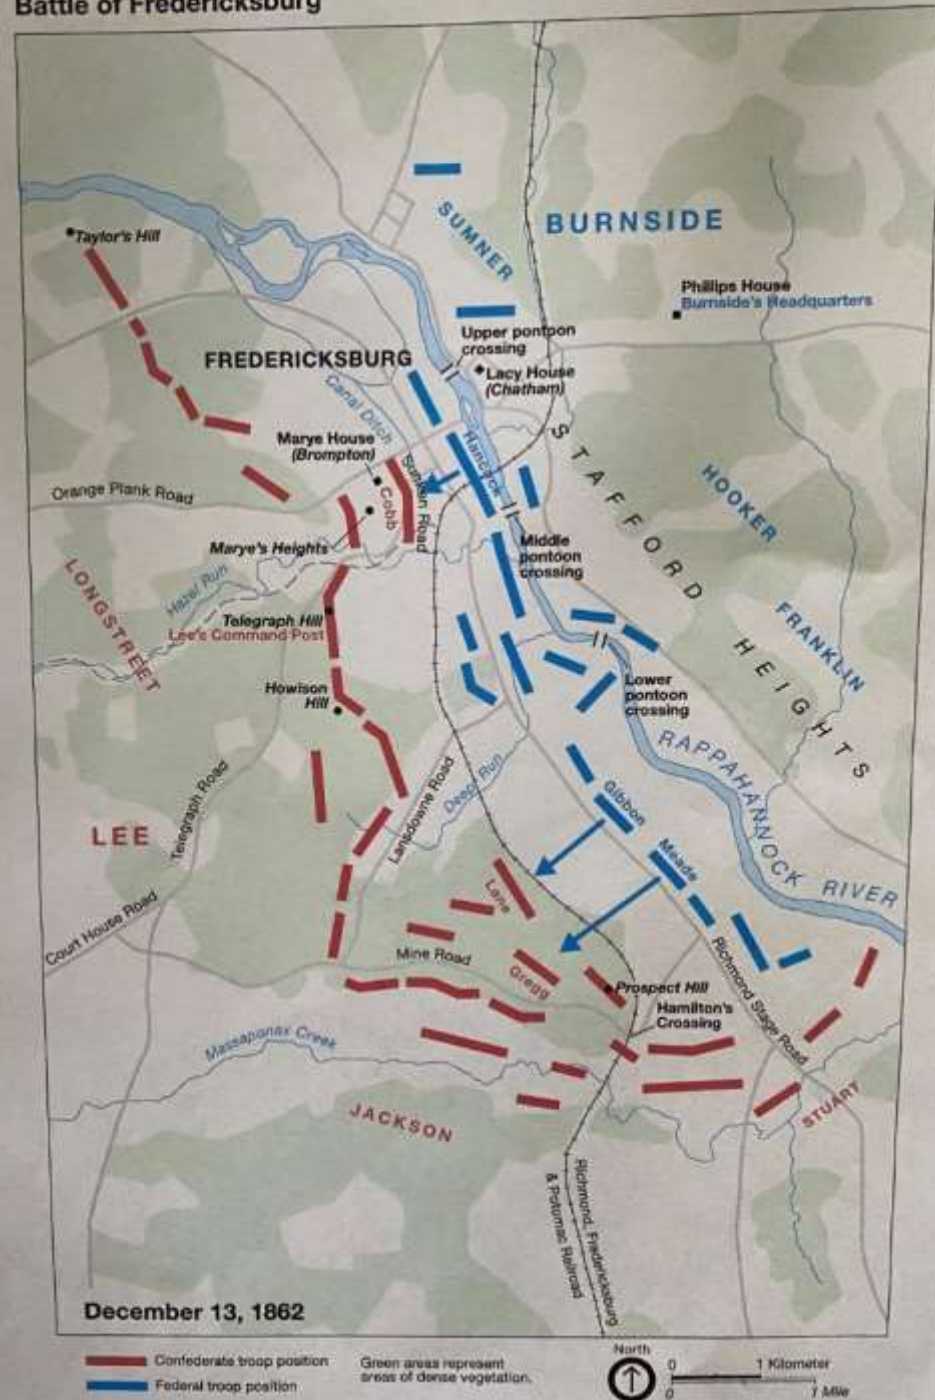 Battle of Fredericksburg
Taylor's Hill
SUMNER
BURNSIDE
Phillips House
Burnside's Headquarters
Upper pontoon
crossing
FREDERICKSBURG
Lacy House
(Chatham)
Canal Ditch
Marye House
(Brompton)
Hancock
Sunken Road
Cobb
Orange Plank Road
STAFFORD HEIGHTS
HOOKER
Marye's Heights
Middle
pontoon
crossing
LONGSTREET
Hazel Run
Telegraph Hill
Lee's Command Post
FRANKLIN
Howison
Hill
Lower
pontoon
crossing
RAPPAHANNOCK RIVER
Telegraph Road
Lansdowne Road
Deep Run
Gibbon
LEE
Meade
Lane
Court House Road
Mine Road
Gregg
Prospect Hill
Hamilton's
Crossing
Richmond Stage Road
Massaponax Creek
JACKSON
STUART
Richmond, Fredericksburg
& Potomac Railroad
December 13, 1862
Confederate troop position
Federal troop position
Green areas represent
areas of dense vegetation.
North
0 1 Kilometer
0 1 Mile